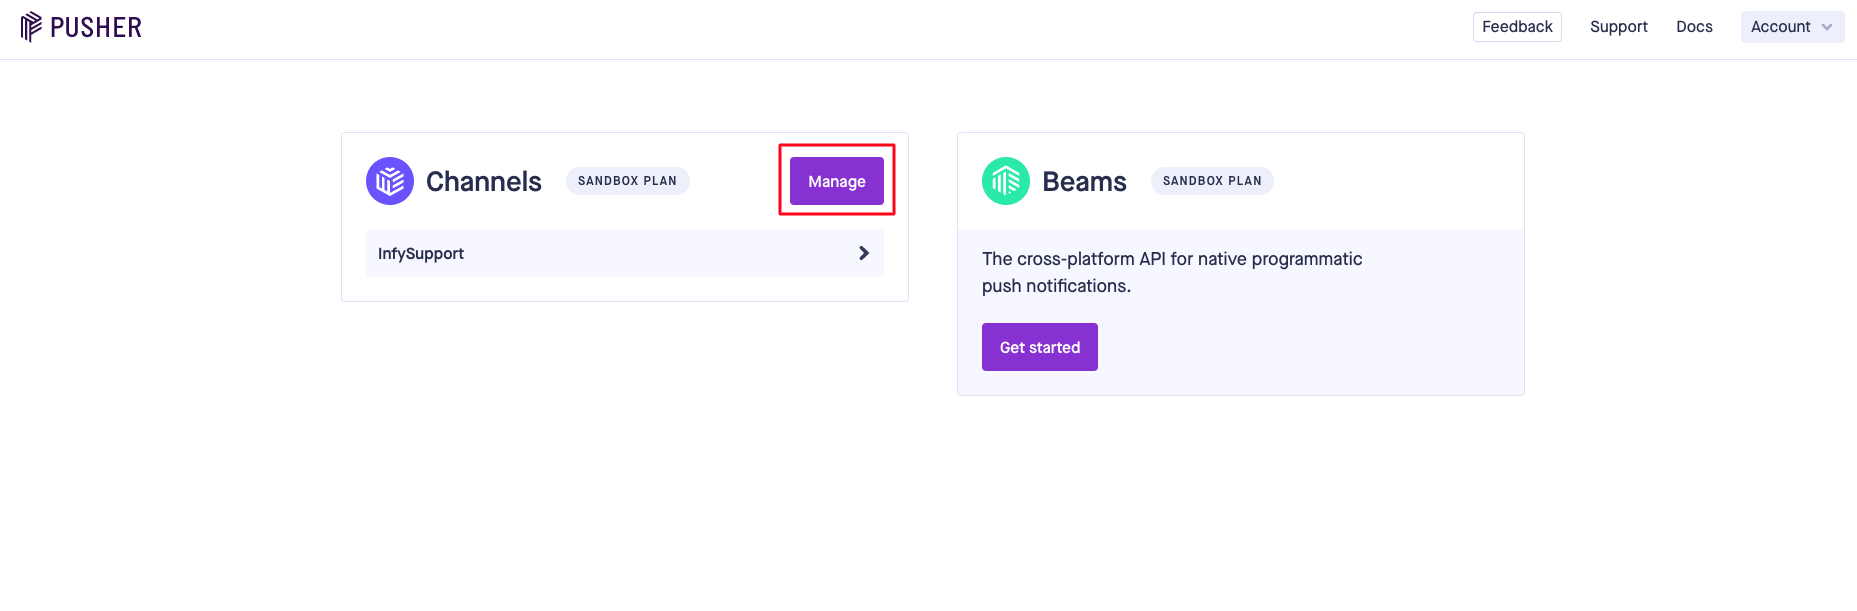 PUSHER
Feedback Support Docs Account
Channels SANDBOX PLAN Manage
InfySupport
Beams SANDBOX PLAN
The cross-platform API for native programmatic
push notifications.
Get started